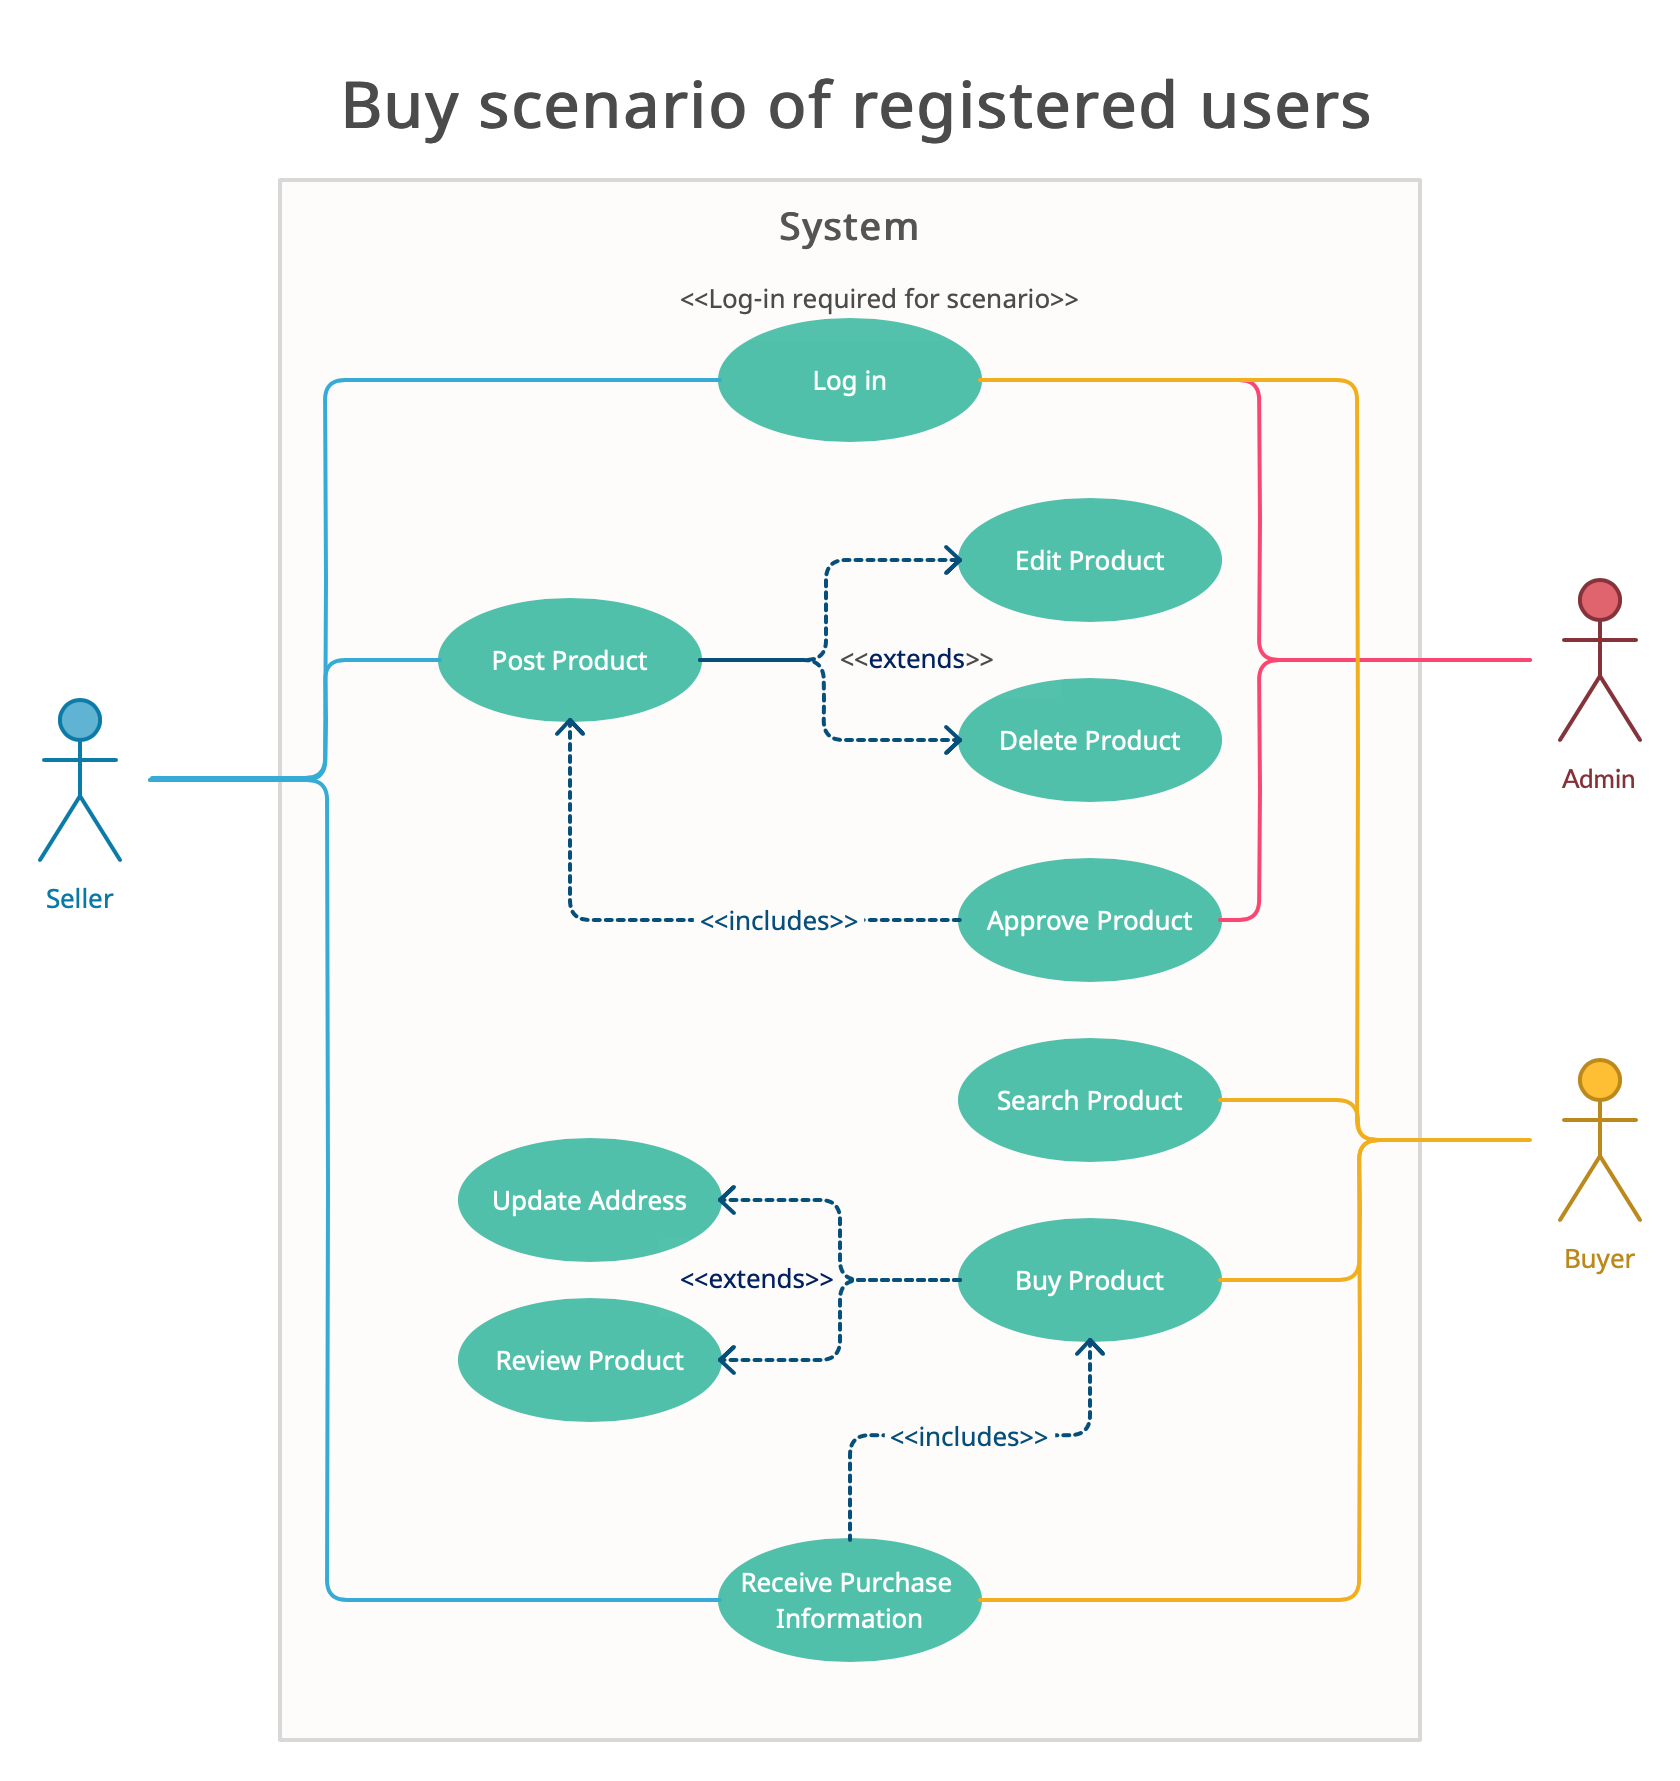 Buy scenario of registered users
System
<<Log-in required for scenario>>
Log in
Edit Product
Post Product
<<extends>>
Delete Product
Admin
Seller
<<includes>>
Approve Product
Search Product
Update Address
<<extends>>
Buy Product
Buyer
Review Product
<<includes>>
Receive Purchase
Information